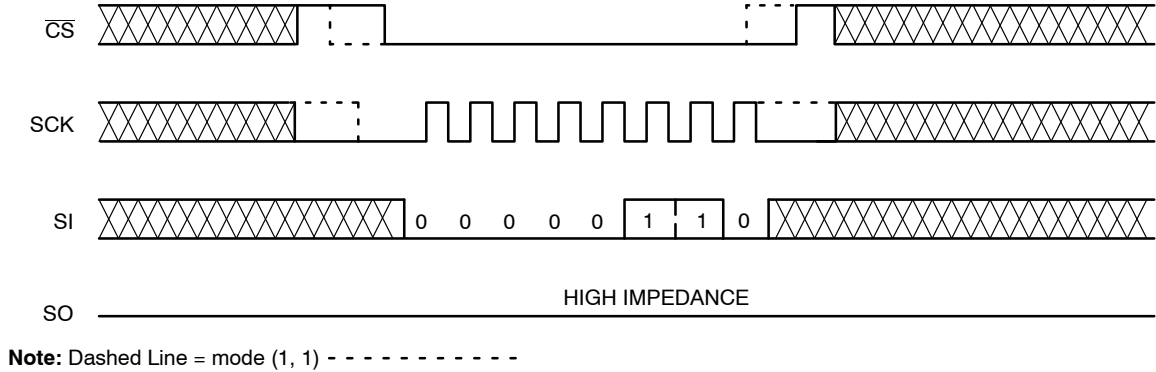 C̅S̅
SCK
SI 0 0 0 0 0 1 1 0
HIGH IMPEDANCE
SO
Note: Dashed Line = mode (1, 1) - - - - - - - - - - -